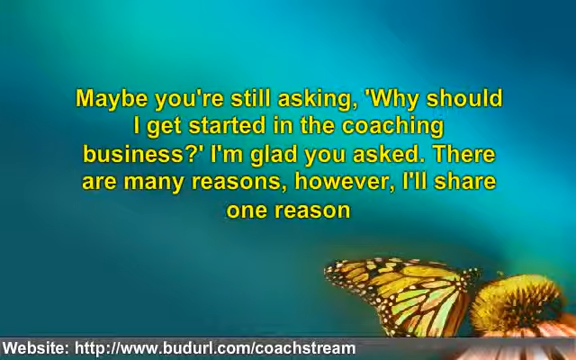 Maybe you're still asking, 'Why should
I get started in the coaching
business?' I'm glad you asked. There
are many reasons, however, I'll share
one reason
Website: http://www.budurl.com/coachstream